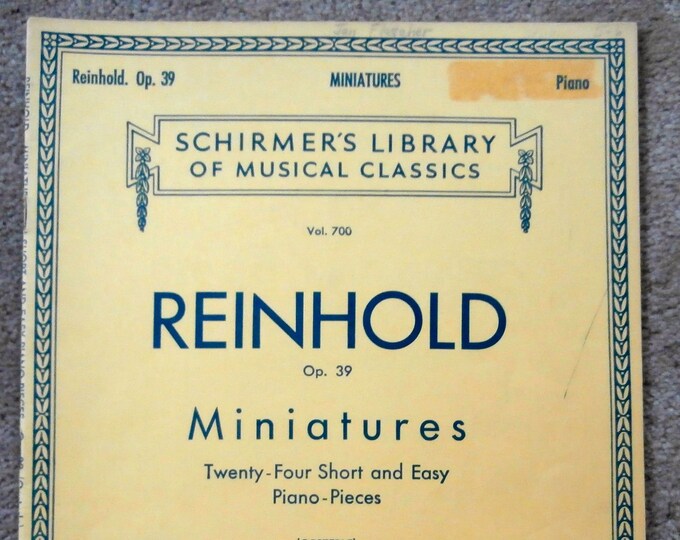 Reinhold. Op. 39 MINIATURES Piano
SCHIRMER'S LIBRARY
OF MUSICAL CLASSICS
Vol. 700
REINHOLD
Op. 39
Miniatures
Twenty-Four Short and Easy
Piano-Pieces